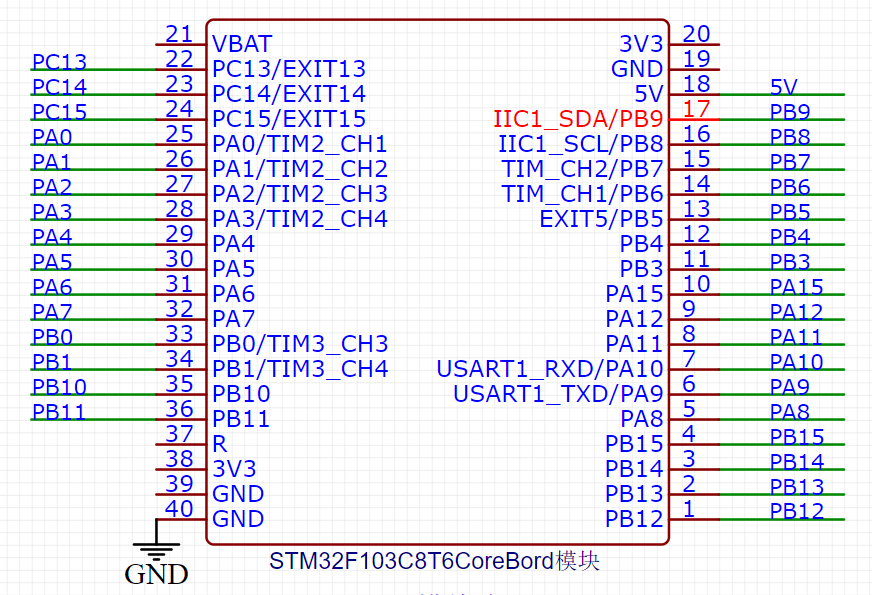 21 VBAT 3V3 20
PC13 22 PC13/EXIT13 GND 19
PC14 23 PC14/EXIT14 5V 18 5V
PC15 24 PC15/EXIT15 IIC1_SDA/PB9 17 PB9
PA0 25 PA0/TIM2_CH1 IIC1_SCL/PB8 16 PB8
PA1 26 PA1/TIM2_CH2 TIM_CH2/PB7 15 PB7
PA2 27 PA2/TIM2_CH3 TIM_CH1/PB6 14 PB6
PA3 28 PA3/TIM2_CH4 EXIT5/PB5 13 PB5
PA4 29 PA4 PB4 12 PB4
PA5 30 PA5 PB3 11 PB3
PA6 31 PA6 PA15 10 PA15
PA7 32 PA7 PA12 9 PA12
PB0 33 PB0/TIM3_CH3 PA11 8 PA11
PB1 34 PB1/TIM3_CH4 USART1_RXD/PA10 7 PA10
PB10 35 PB10 USART1_TXD/PA9 6 PA9
PB11 36 PB11 PA8 5 PA8
37 R PB15 4 PB15
38 3V3 PB14 3 PB14
39 GND PB13 2 PB13
40 GND PB12 1 PB12
STM32F103C8T6CoreBord模块
GND